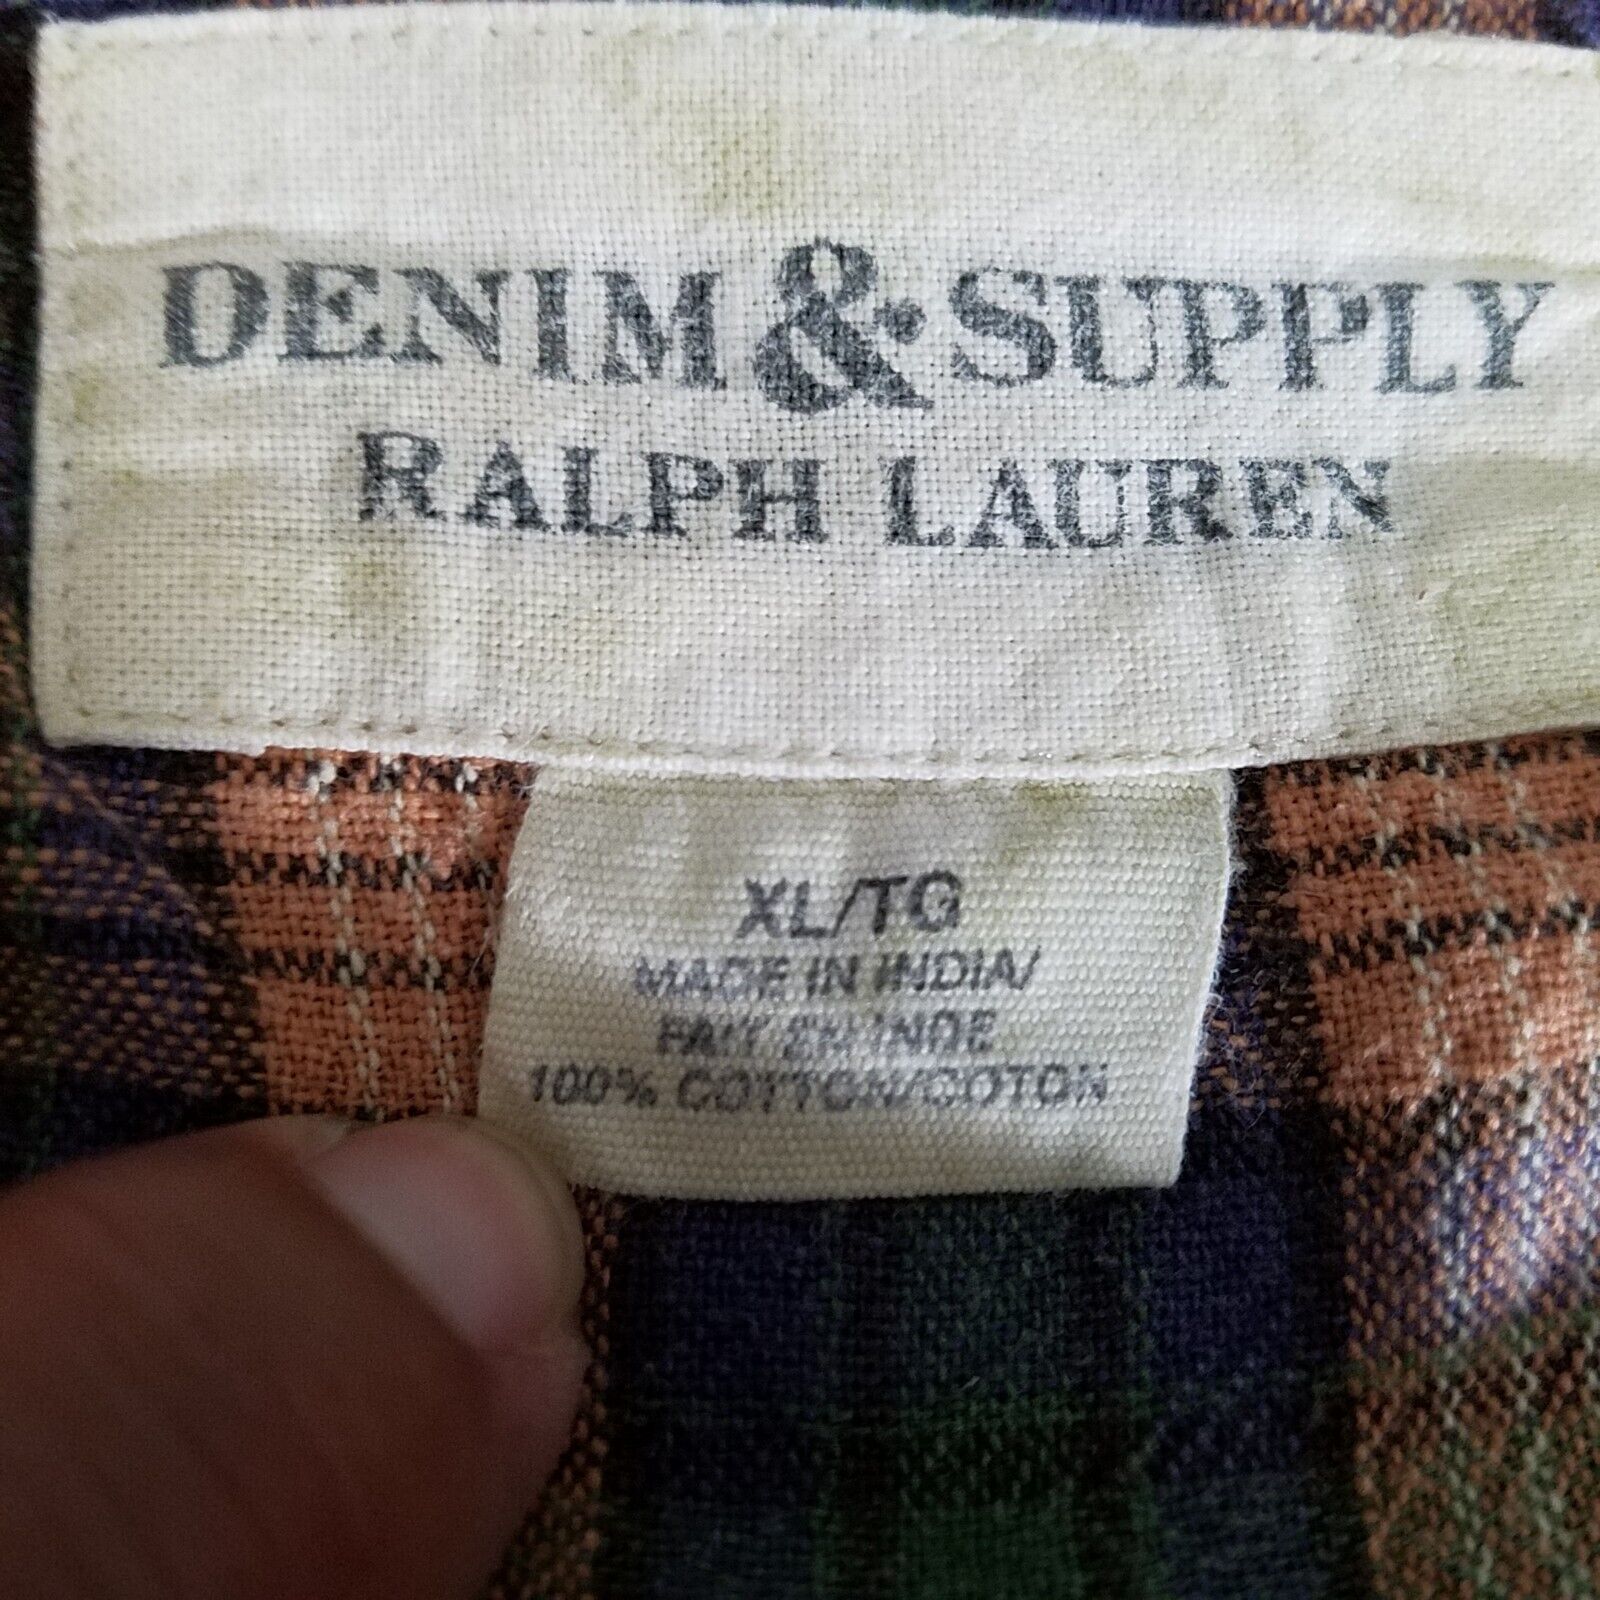 DENIM & SUPPLY
RALPH LAUREN
XL/TG
MADE IN INDIA/
FAIT EN INDE
100% COTTON/COTON